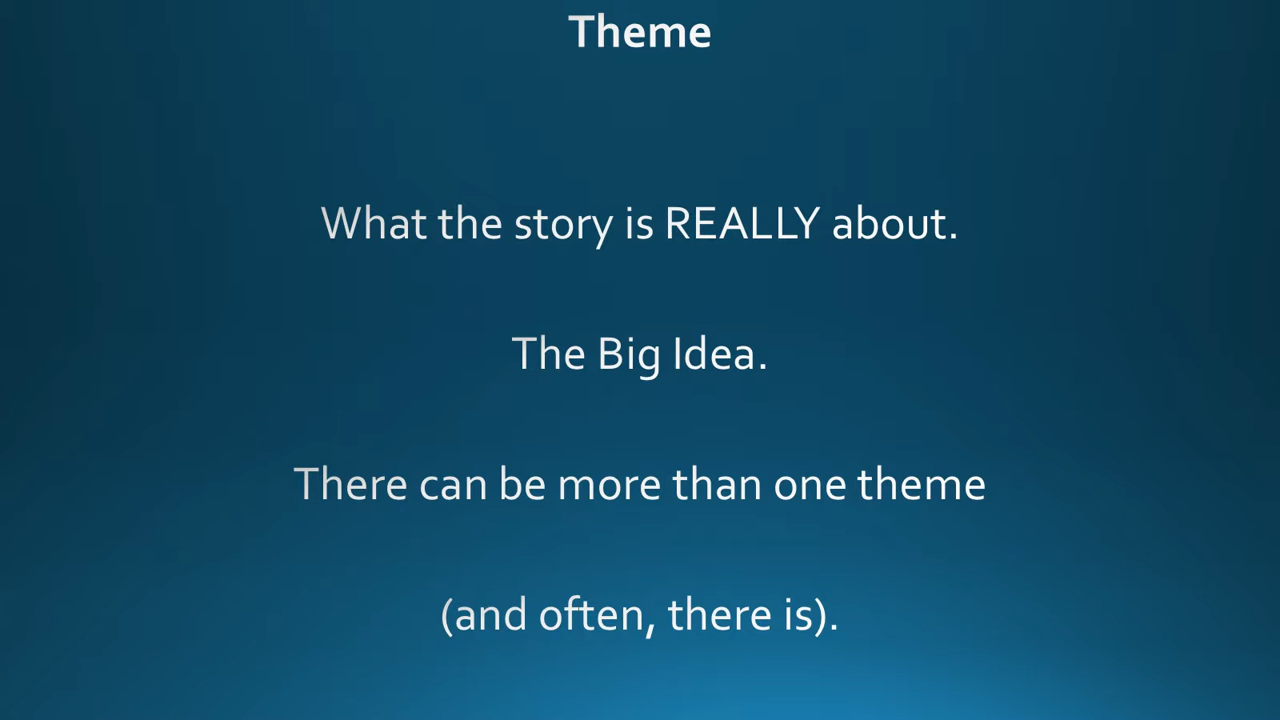 Theme
What the story is REALLY about.
The Big Idea.
There can be more than one theme
(and often, there is).